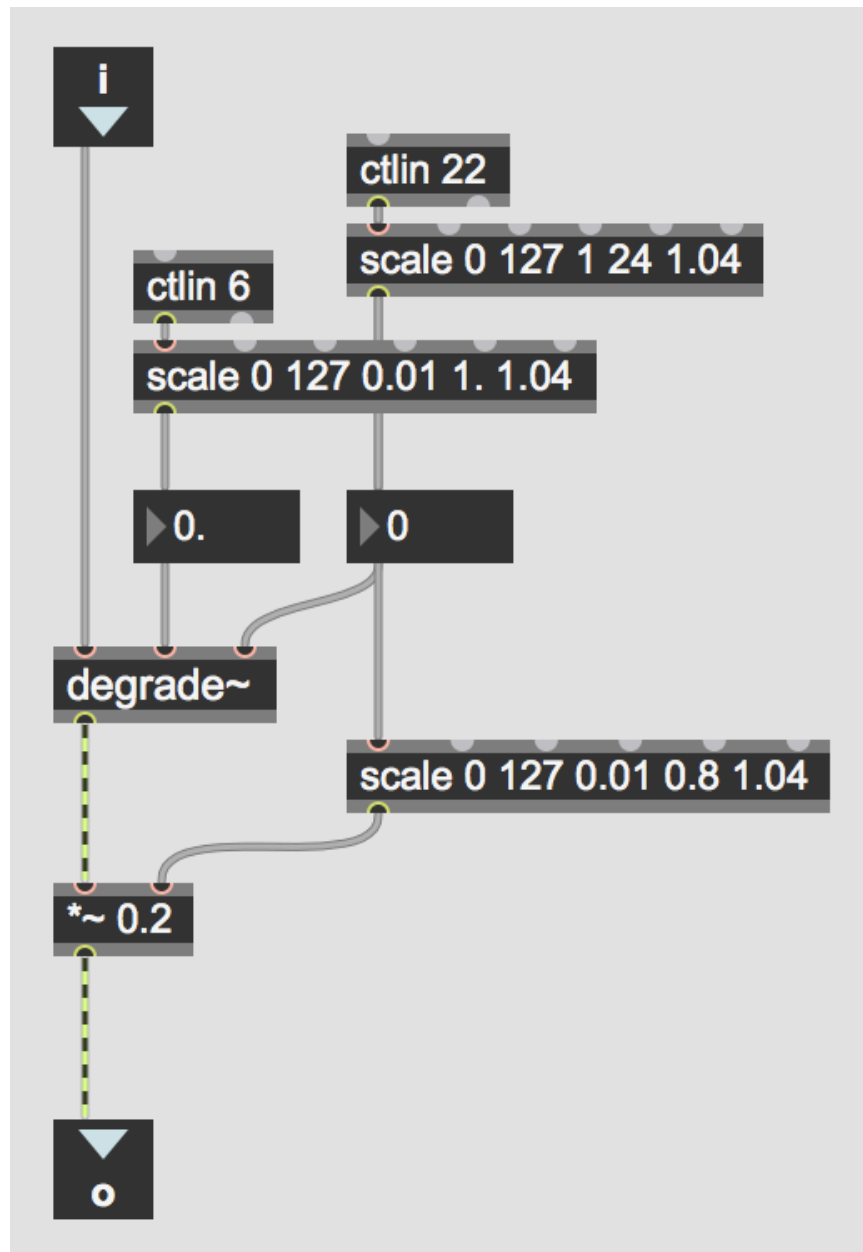 i
ctlin 22
scale 0 127 1 24 1.04
ctlin 6
scale 0 127 0.01 1. 1.04
0.
0
degrade~
scale 0 127 0.01 0.8 1.04
*~ 0.2
o